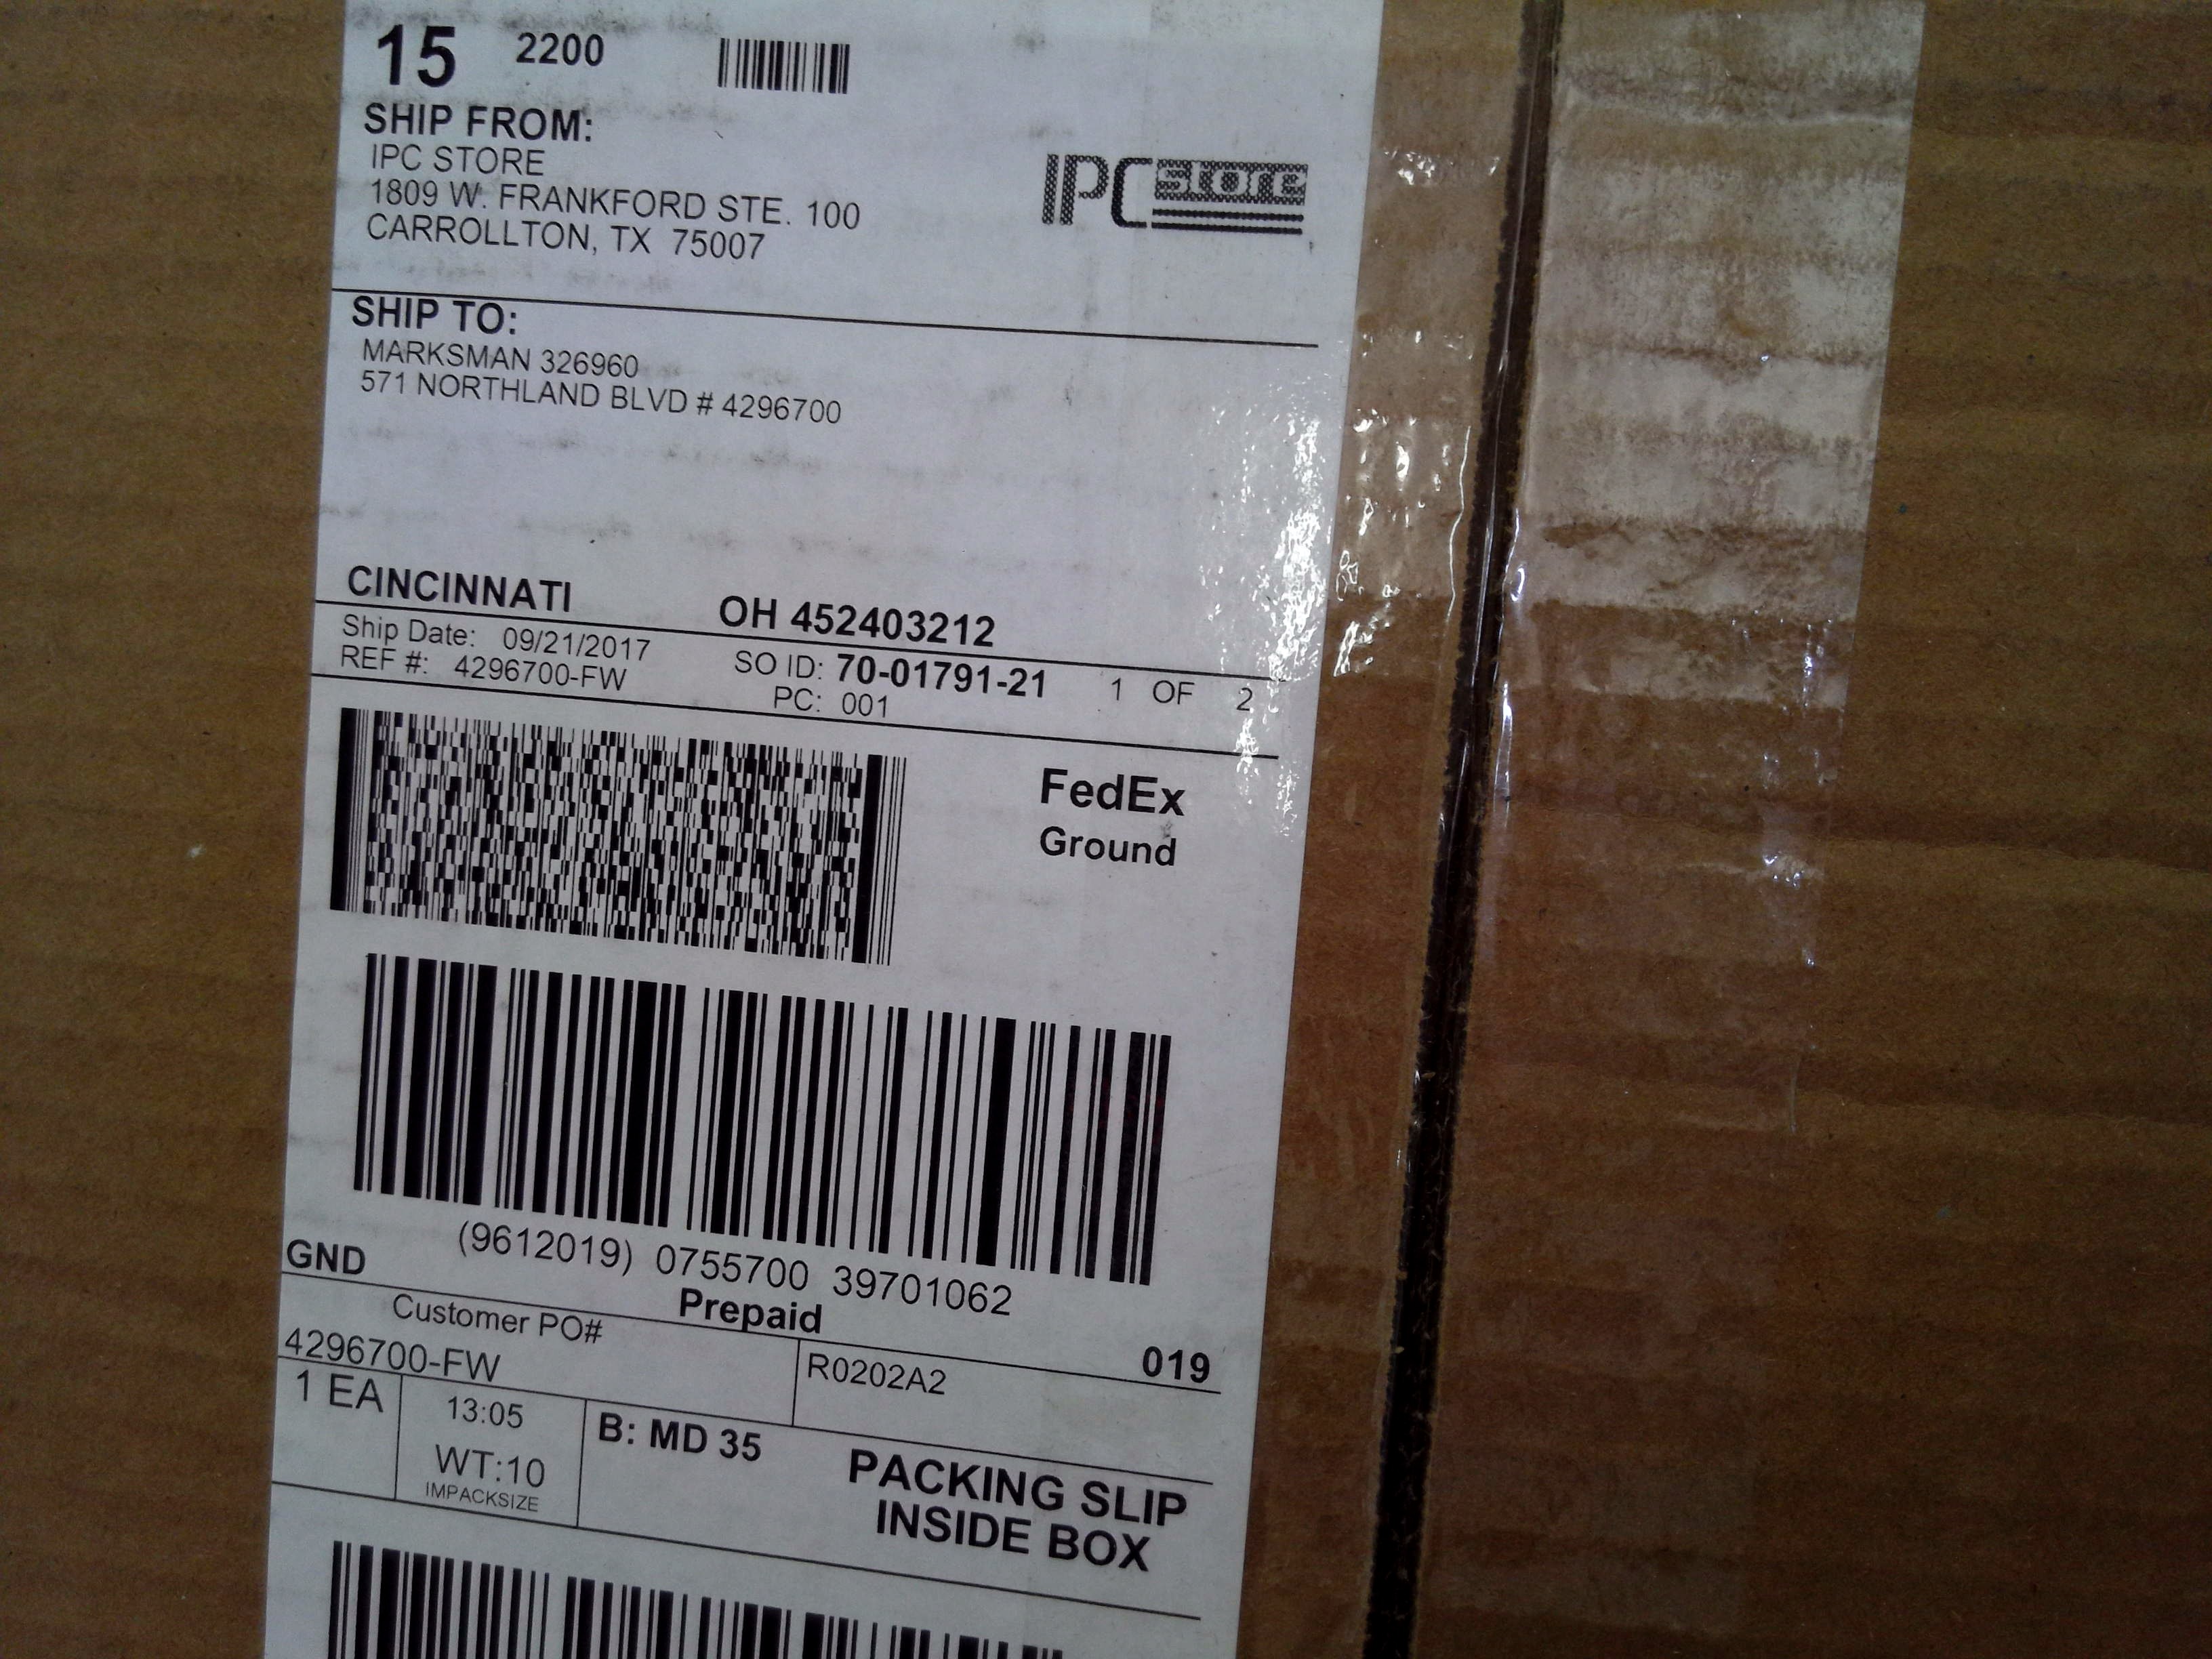 15 2200
SHIP FROM:
IPC STORE
1809 W. FRANKFORD STE. 100
CARROLLTON, TX 75007
IPC store
SHIP TO:
MARKSMAN 326960
571 NORTHLAND BLVD # 4296700
CINCINNATI OH 452403212
Ship Date: 09/21/2017 SO ID: 70-01791-21 1 OF 2
REF #: 4296700-FW PC: 001
FedEx
Ground
(9612019) 0755700 39701062
GND Prepaid 019
Customer PO#
4296700-FW R0202A2
1 EA 13:05 B: MD 35
WT:10
IMPACKSIZE
PACKING SLIP
INSIDE BOX